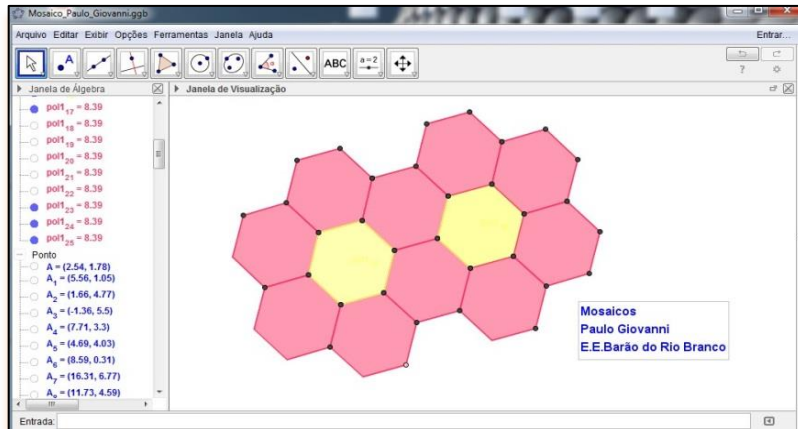 Mosaico_Paulo_Giovanni.ggb
Arquivo Editar Exibir Opções Ferramentas Janela Ajuda
Entrar...
ABC
a=2
?
Janela de Álgebra
Janela de Visualização
pol1₁₇ = 8.39
pol1₁₈ = 8.39
pol1₁₉ = 8.39
pol1₂₀ = 8.39
pol1₂₁ = 8.39
pol1₂₂ = 8.39
pol1₂₃ = 8.39
pol1₂₄ = 8.39
pol1₂₅ = 8.39
Ponto
A = (2.54, 1.78)
A₁ = (5.56, 1.05)
A₂ = (1.66, 4.77)
A₃ = (-1.36, 5.5)
A₄ = (7.71, 3.3)
A₅ = (4.69, 4.03)
A₆ = (8.59, 0.31)
A₇ = (16.31, 6.77)
A₈ = (11.73, 4.59)
Mosaicos
Paulo Giovanni
E.E.Barão do Rio Branco
Entrada: